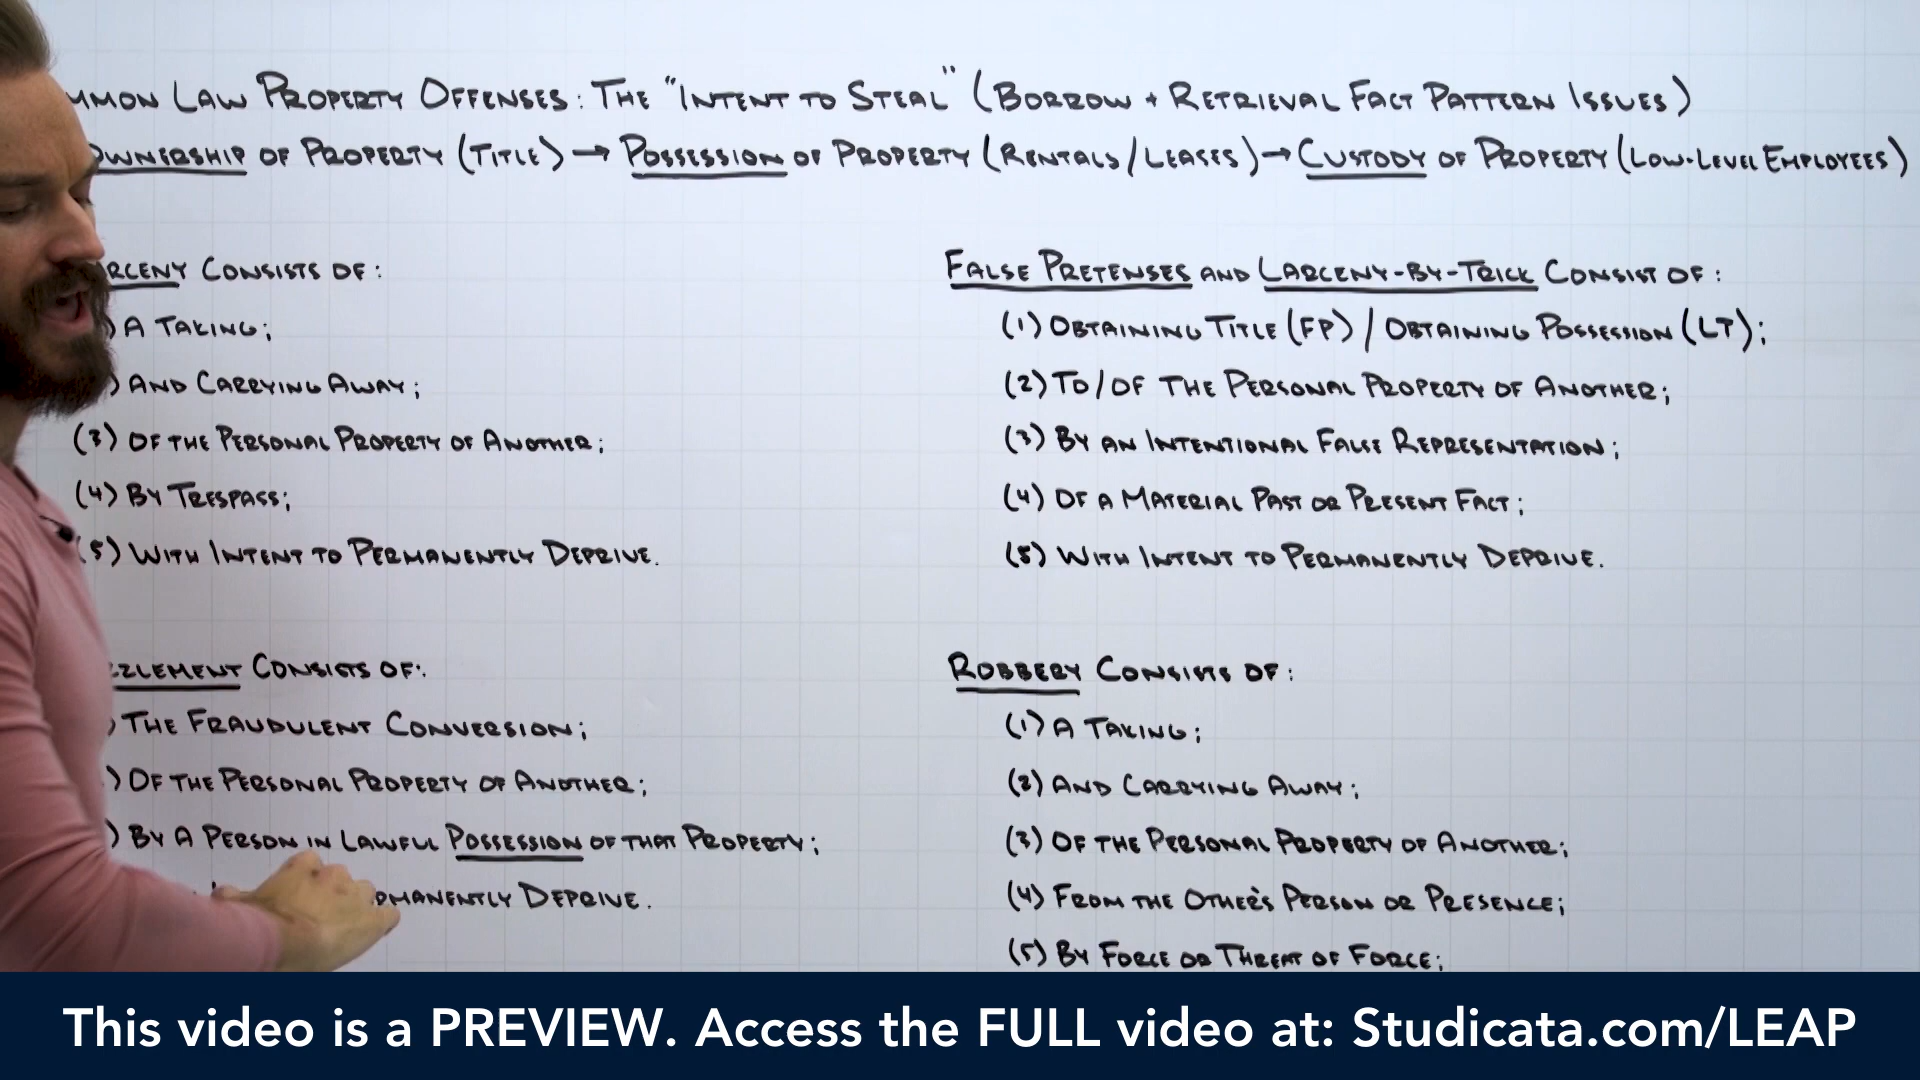 MMON LAW PROPERTY OFFENSES: THE "INTENT TO STEAL" (BORROW + RETRIEVAL FACT PATTERN ISSUES)
OWNERSHIP OF PROPERTY (TITLE) → POSSESSION OF PROPERTY (RENTALS/LEASES) → CUSTODY OF PROPERTY (LOW-LEVEL EMPLOYEES)
RCENY CONSISTS OF:
) A TAKING;
) AND CARRYING AWAY;
(3) OF THE PERSONAL PROPERTY OF ANOTHER;
(4) BY TRESPASS;
(5) WITH INTENT TO PERMANENTLY DEPRIVE.
FALSE PRETENSES AND LARCENY-BY-TRICK CONSIST OF:
(1) OBTAINING TITLE (FP) / OBTAINING POSSESSION (LT);
(2) TO/OF THE PERSONAL PROPERTY OF ANOTHER;
(3) BY AN INTENTIONAL FALSE REPRESENTATION;
(4) OF A MATERIAL PAST OR PRESENT FACT;
(5) WITH INTENT TO PERMANENTLY DEPRIVE.
ZZLEMENT CONSISTS OF:
) THE FRAUDULENT CONVERSION;
) OF THE PERSONAL PROPERTY OF ANOTHER;
) BY A PERSON IN LAWFUL POSSESSION OF THAT PROPERTY;
RMANENTLY DEPRIVE.
ROBBERY CONSISTS OF:
(1) A TAKING;
(2) AND CARRYING AWAY;
(3) OF THE PERSONAL PROPERTY OF ANOTHER;
(4) FROM THE OTHER'S PERSON OR PRESENCE;
(5) BY FORCE OR THREAT OF FORCE;
This video is a PREVIEW. Access the FULL video at: Studicata.com/LEAP